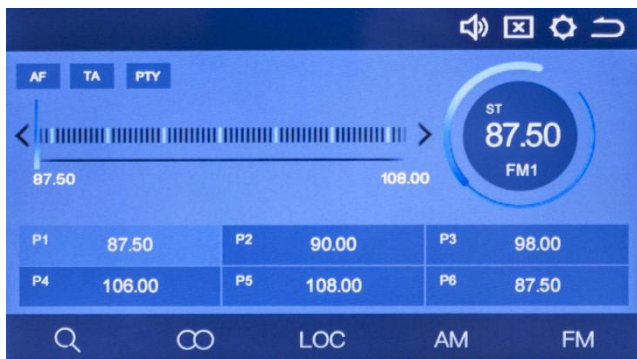 AF TA PTY
ST
87.50
FM1
87.50 108.00
P1 87.50 P2 90.00 P3 98.00
P4 106.00 P5 108.00 P6 87.50
LOC AM FM